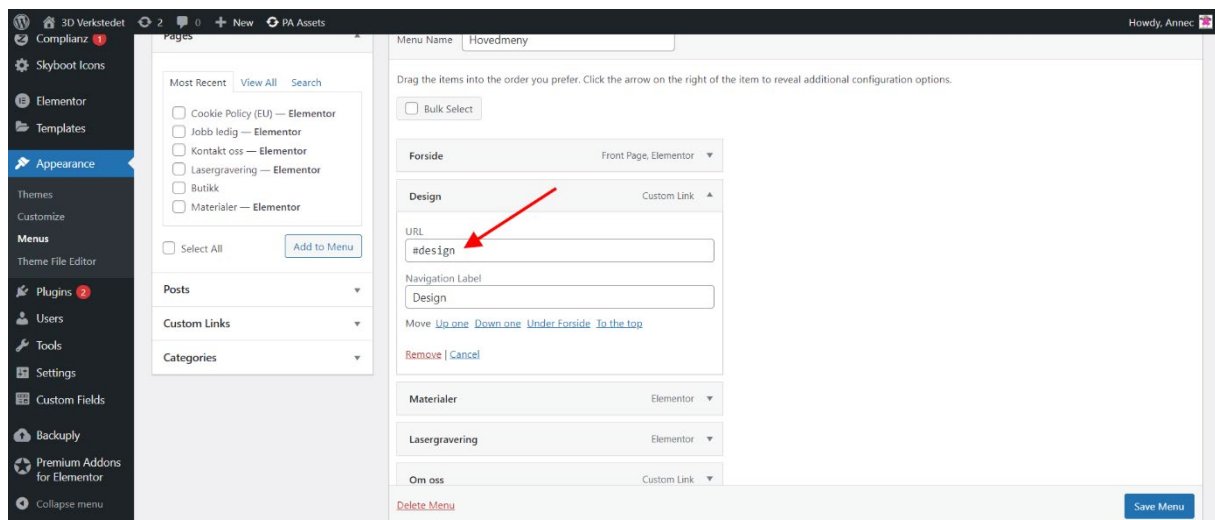 3D Verkstedet 2 0 + New PA Assets
Howdy, Annec
Complianz 1
Skyboot Icons
Elementor
Templates
Appearance
Themes
Customize
Menus
Theme File Editor
Plugins 2
Users
Tools
Settings
Custom Fields
Backuply
Premium Addons
for Elementor
Collapse menu
Pages
Most Recent View All Search
Cookie Policy (EU) — Elementor
Jobb ledig — Elementor
Kontakt oss — Elementor
Lasergravering — Elementor
Butikk
Materialer — Elementor
Select All Add to Menu
Posts
Custom Links
Categories
Menu Name Hovedmeny
Drag the items into the order you prefer. Click the arrow on the right of the item to reveal additional configuration options.
Bulk Select
Forside Front Page, Elementor
Design Custom Link
URL
#design
Navigation Label
Design
Move Up one Down one Under Forside To the top
Remove | Cancel
Materialer Elementor
Lasergravering Elementor
Om oss Custom Link
Delete Menu Save Menu